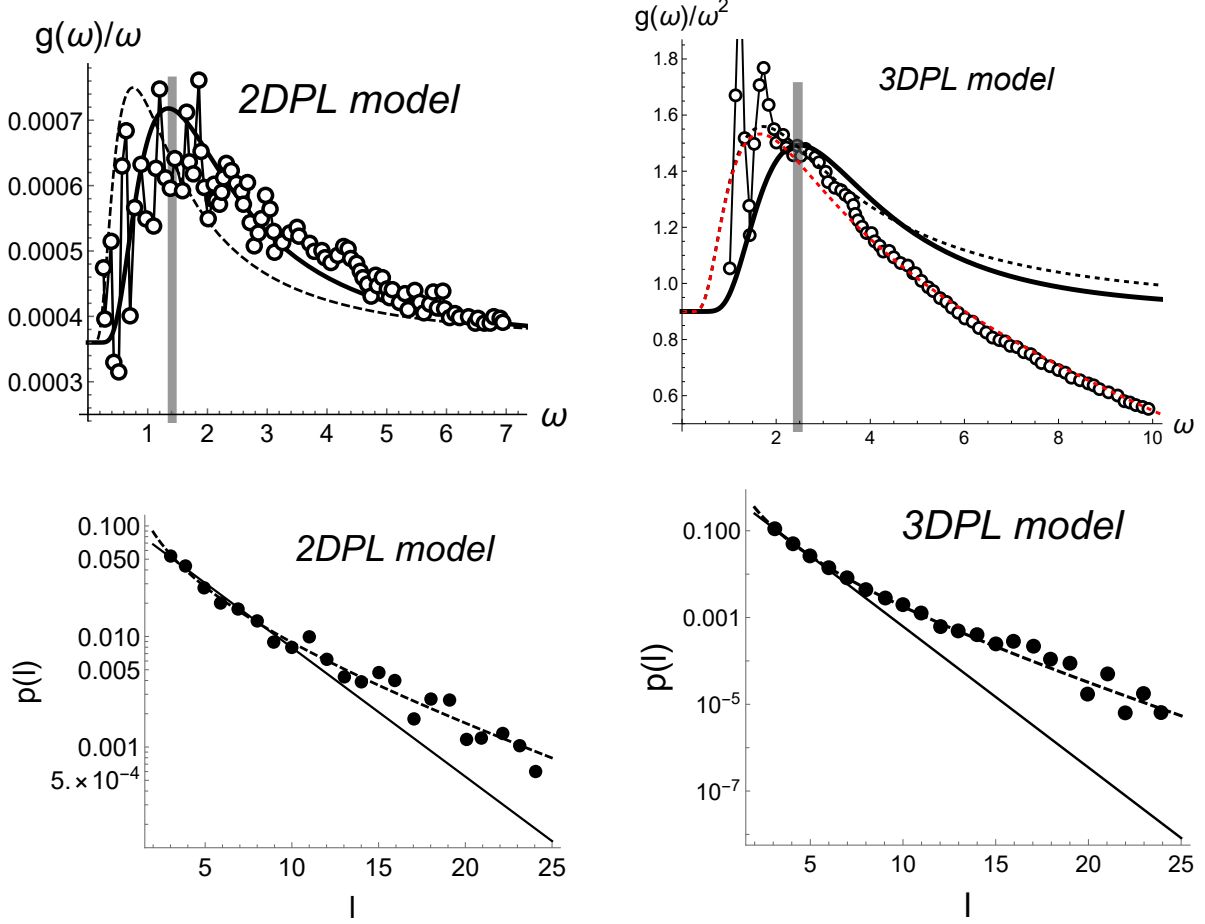 g(ω)/ω
2DPL model
0.0007
0.0006
0.0005
0.0004
0.0003
1 2 3 4 5 6 7
ω
g(ω)/ω²
3DPL model
1.8
1.6
1.4
1.2
1.0
0.8
0.6
2 4 6 8 10
ω
2DPL model
p(l)
0.100
0.050
0.010
0.005
0.001
5.×10⁻⁴
5 10 15 20 25
l
3DPL model
p(l)
0.100
0.001
10⁻⁵
10⁻⁷
5 10 15 20 25
l